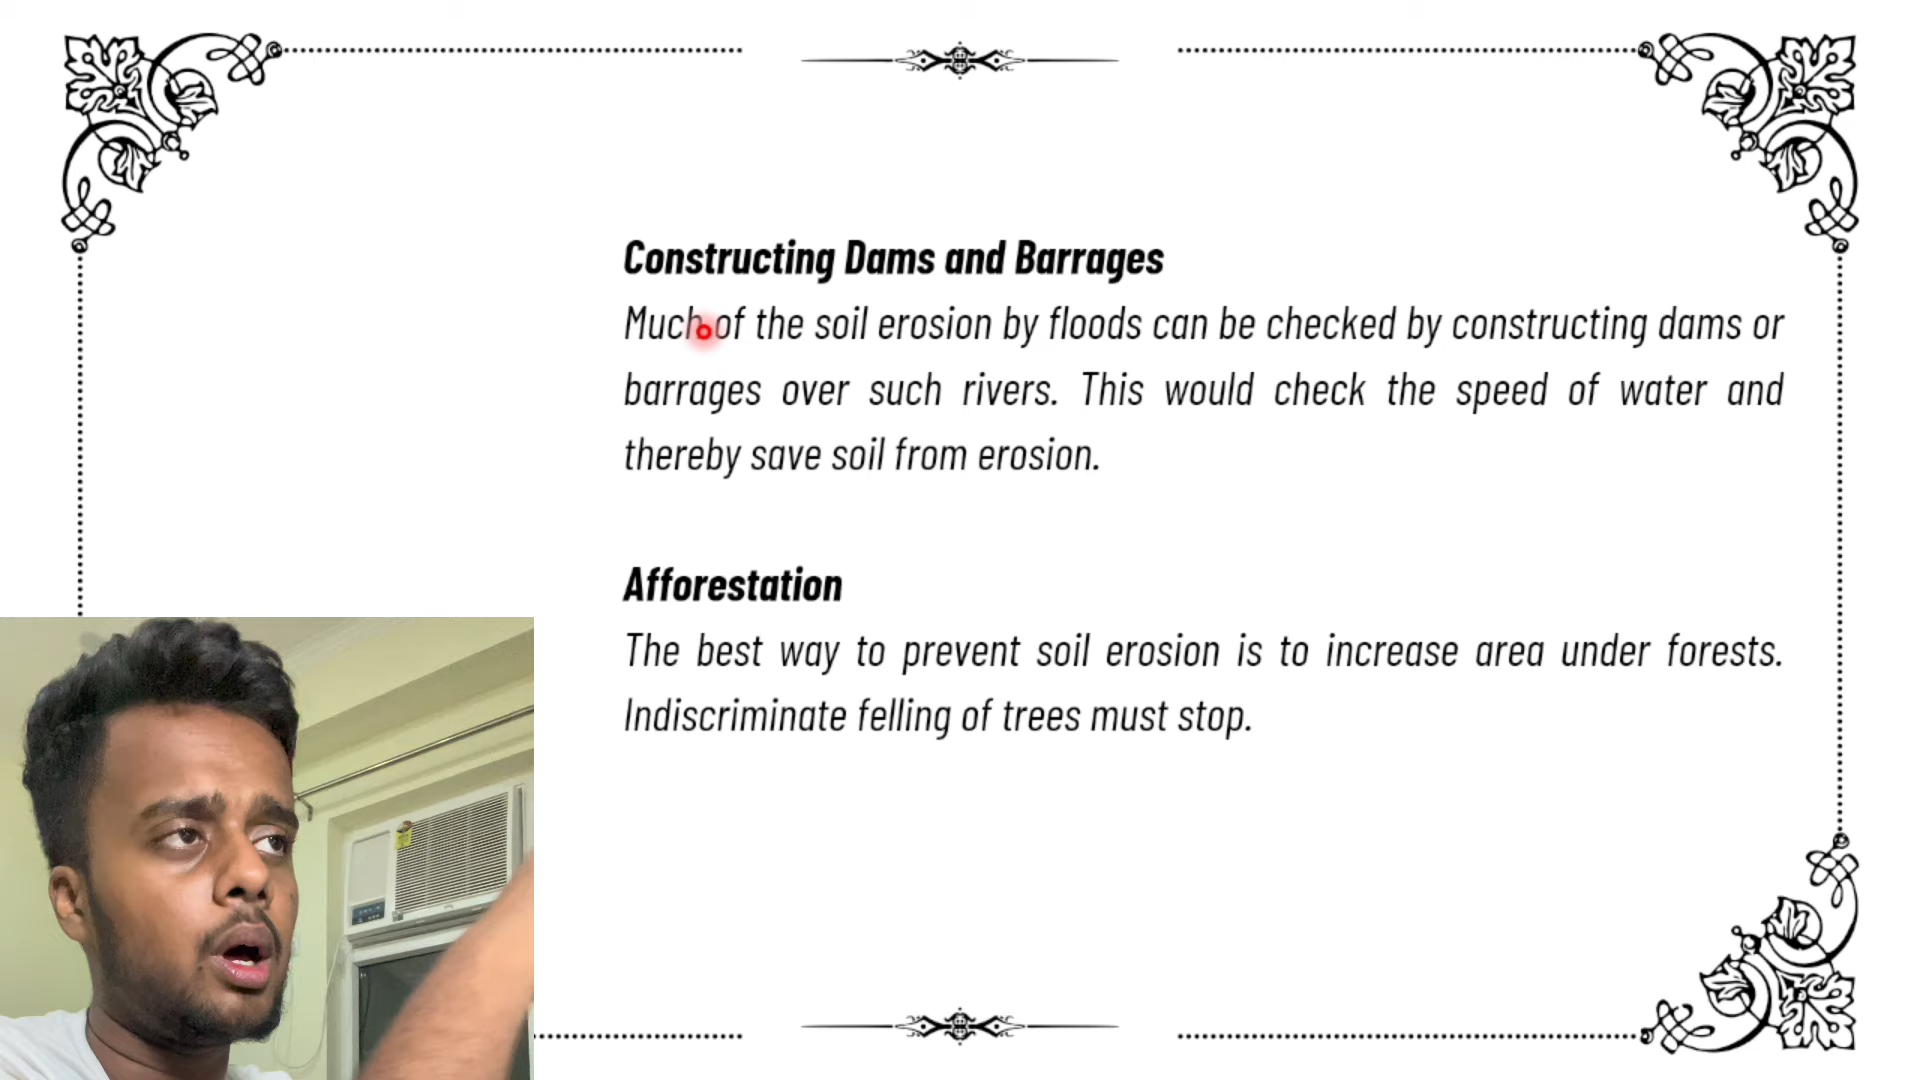 Constructing Dams and Barrages
Much of the soil erosion by floods can be checked by constructing dams or
barrages over such rivers. This would check the speed of water and
thereby save soil from erosion.
Afforestation
The best way to prevent soil erosion is to increase area under forests.
Indiscriminate felling of trees must stop.